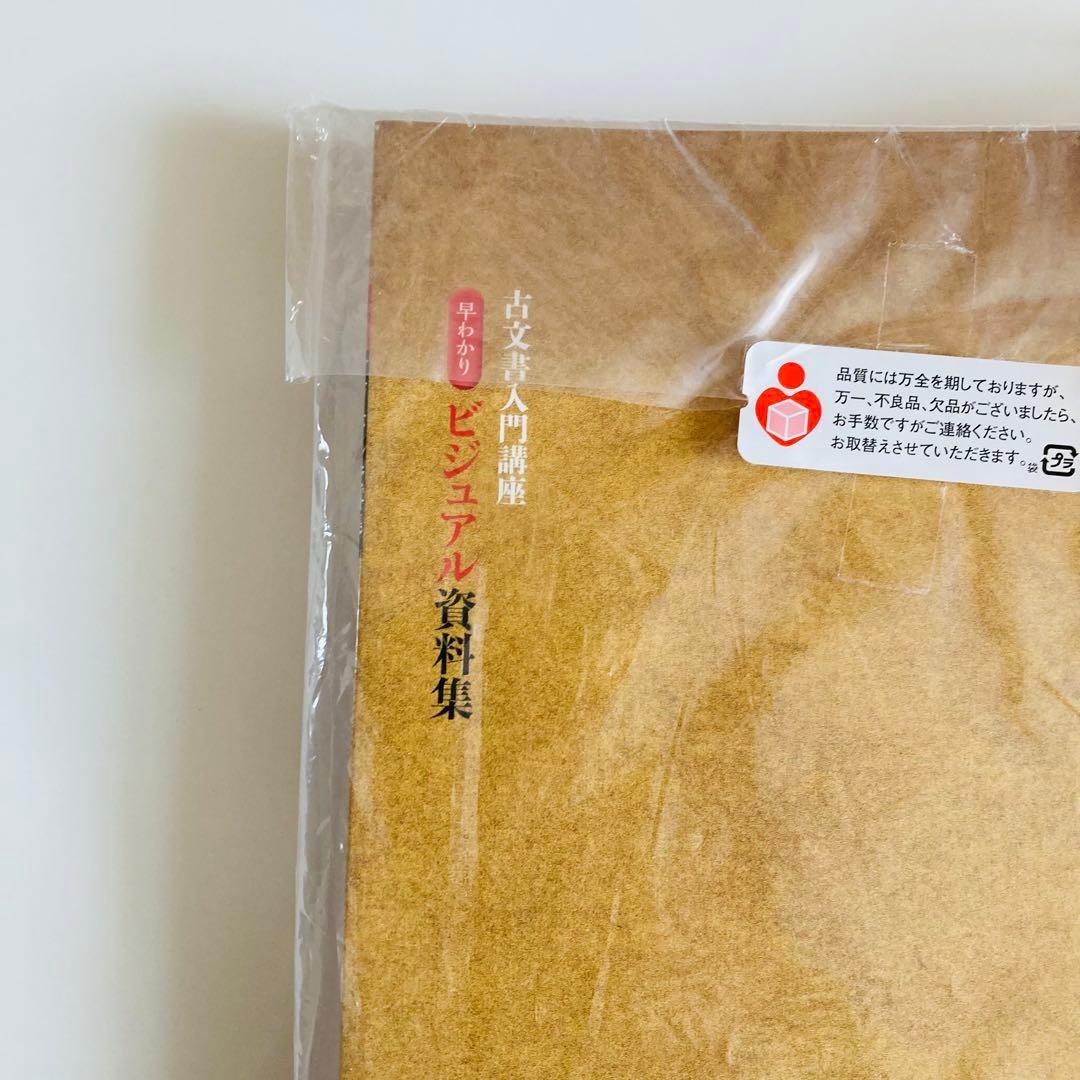 古文書入門講座
早わかり
ビジュアル資料集
品質には万全を期しておりますが、
万一、不良品、欠品がございましたら、
お手数ですがご連絡ください。
お取替えさせていただきます。
袋
プラ